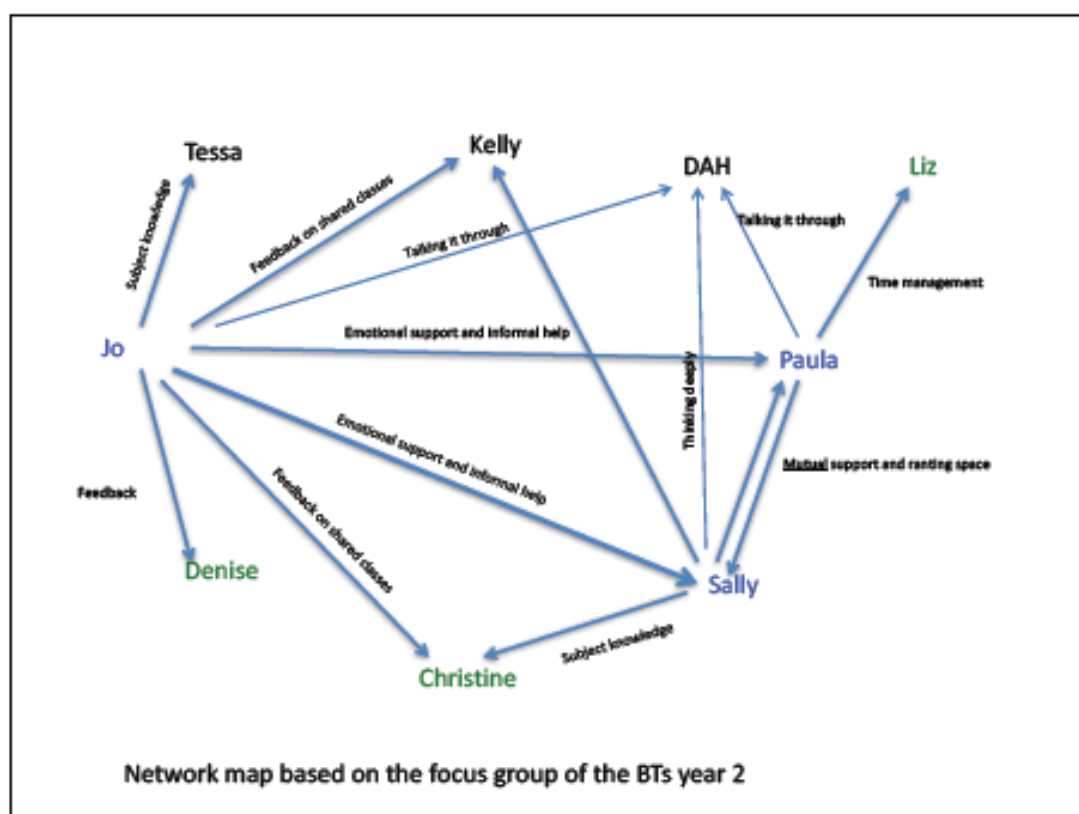 Tessa
Kelly
DAH
Liz
Subject knowledge
Feedback on shared classes
Talking it through
Talking it through
Time management
Jo
Emotional support and informal help
Paula
Thinking deeply
Emotional support and informal help
Mutual support and ranting space
Feedback
Feedback on shared classes
Denise
Sally
Subject knowledge
Christine
Network map based on the focus group of the BTs year 2